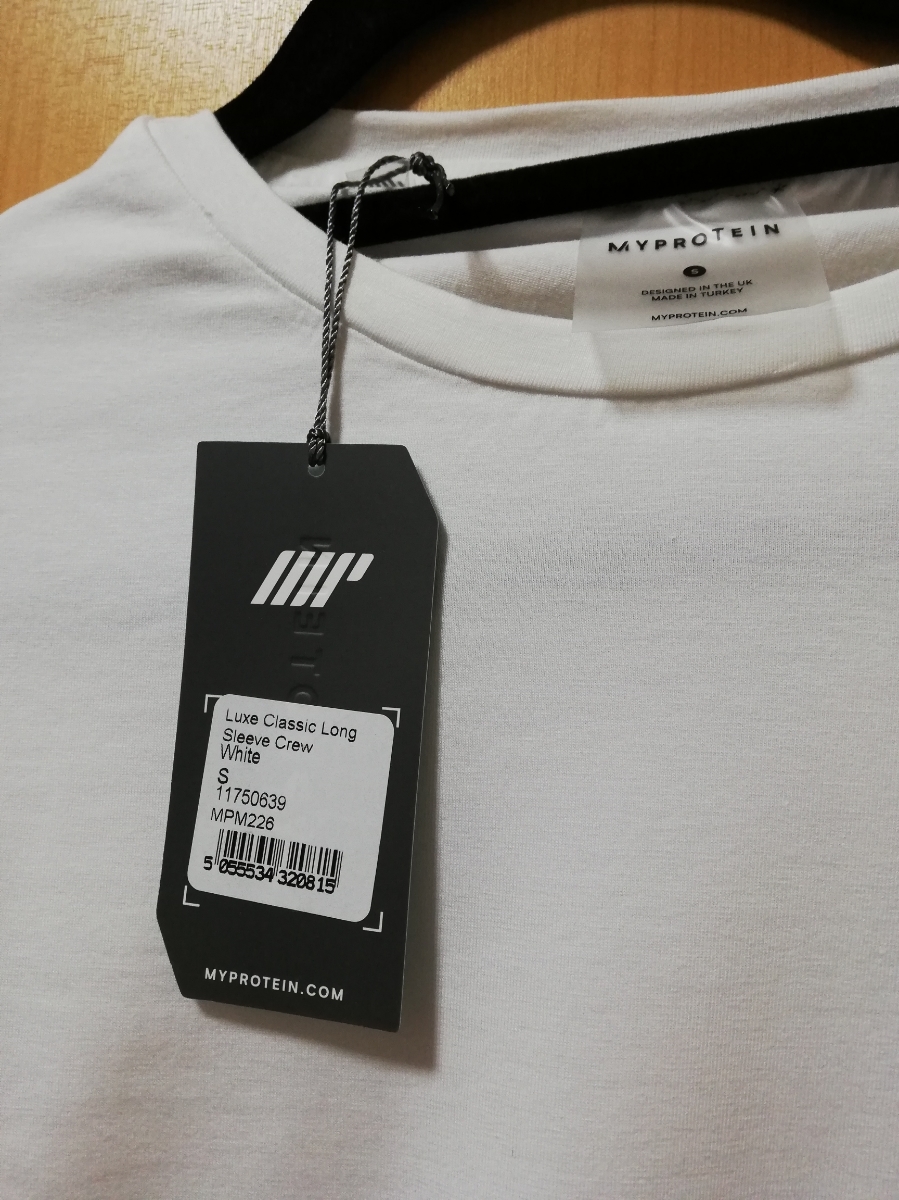 MYPROTEIN
S
DESIGNED IN THE UK
MADE IN TURKEY
MYPROTEIN.COM
Luxe Classic Long
Sleeve Crew
White
S
11750639
MPM226
5 055534 320815
MYPROTEIN.COM